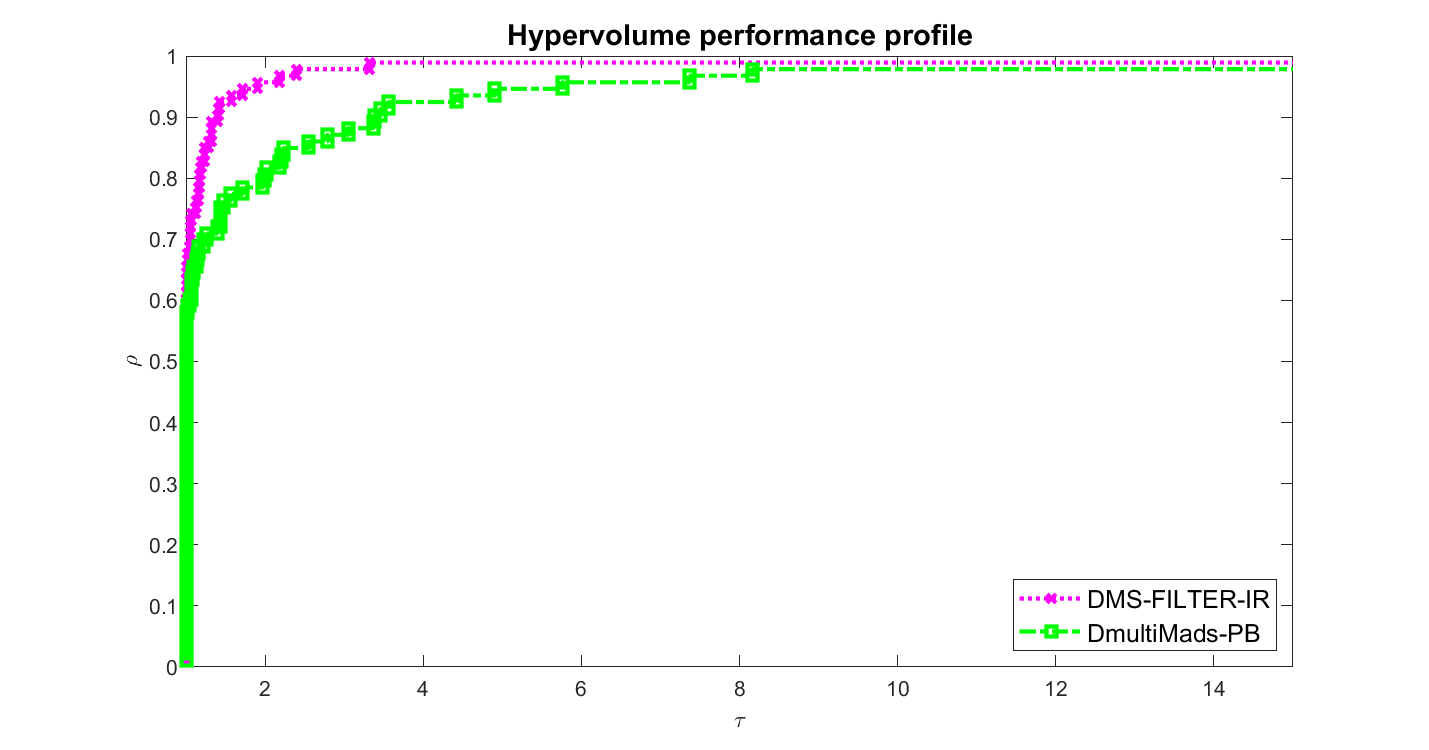 Hypervolume performance profile
1
0.9
0.8
0.7
0.6
0.5
0.4
0.3
0.2
0.1
0
ρ
2 4 6 8 10 12 14
τ
DMS-FILTER-IR
DmultiMads-PB